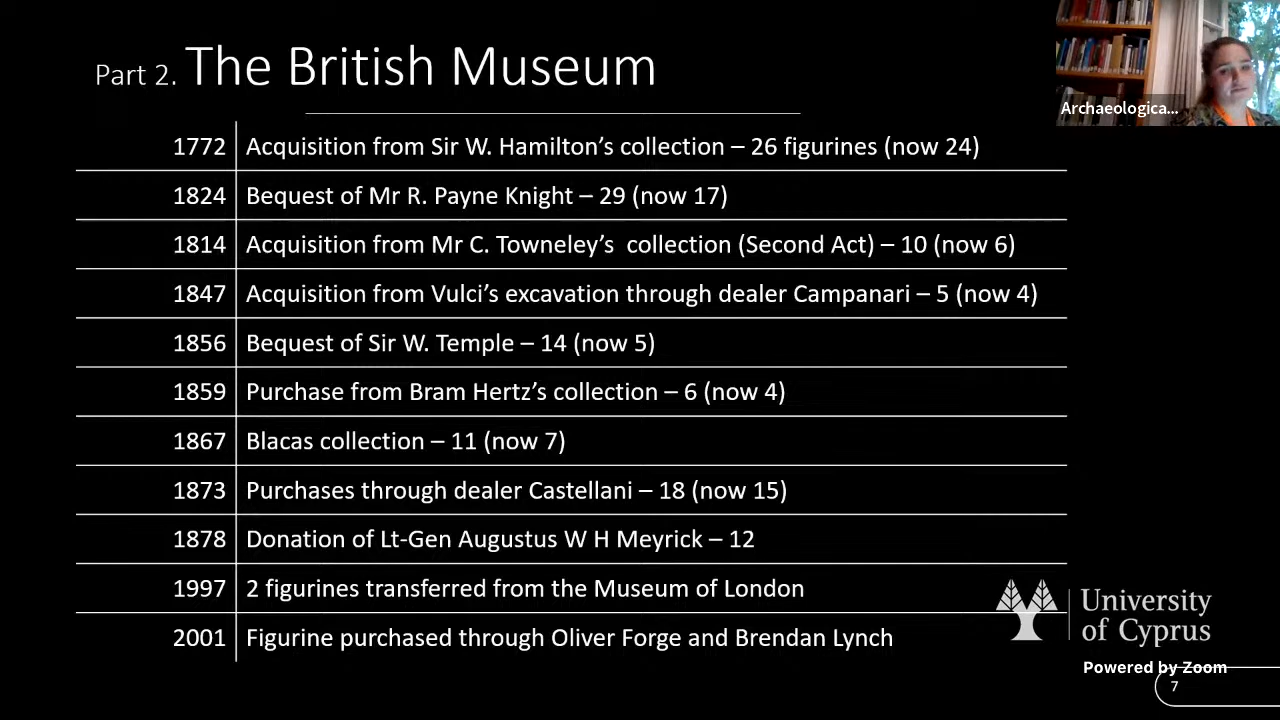 Part 2. The British Museum
Archaeologica...
1772 Acquisition from Sir W. Hamilton's collection – 26 figurines (now 24)
1824 Bequest of Mr R. Payne Knight – 29 (now 17)
1814 Acquisition from Mr C. Towneley's collection (Second Act) – 10 (now 6)
1847 Acquisition from Vulci's excavation through dealer Campanari – 5 (now 4)
1856 Bequest of Sir W. Temple – 14 (now 5)
1859 Purchase from Bram Hertz's collection – 6 (now 4)
1867 Blacas collection – 11 (now 7)
1873 Purchases through dealer Castellani – 18 (now 15)
1878 Donation of Lt-Gen Augustus W H Meyrick – 12
1997 2 figurines transferred from the Museum of London
2001 Figurine purchased through Oliver Forge and Brendan Lynch
University
of Cyprus
Powered by Zoom
7